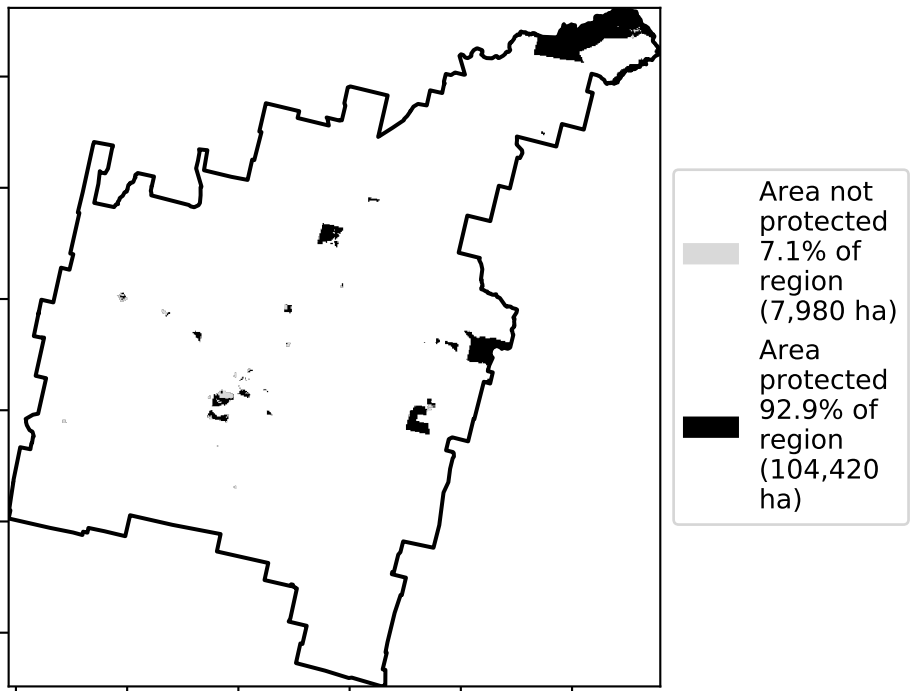 Area not
protected
7.1% of
region
(7,980 ha)
Area
protected
92.9% of
region
(104,420
ha)